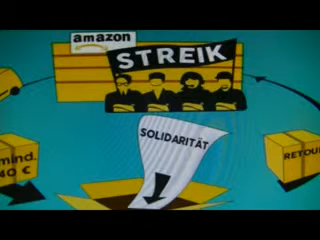 amazon
STREIK
SOLIDARITÄT
mind.
40 €
RETOU